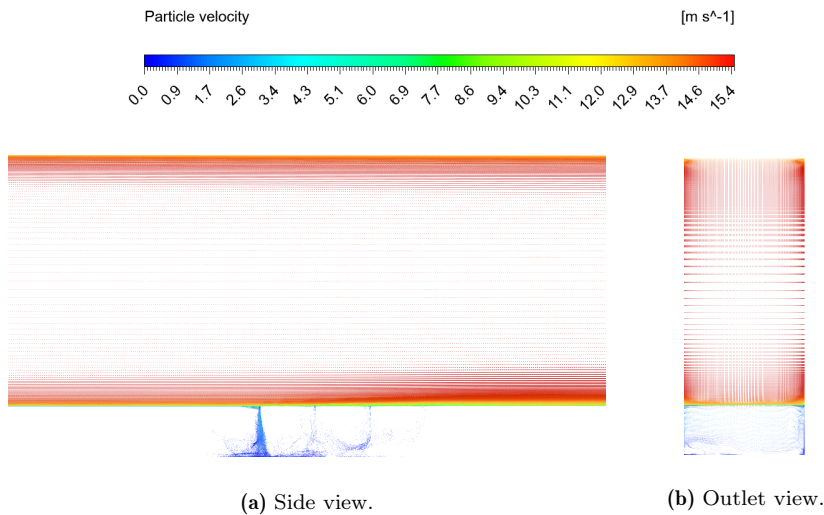 Particle velocity [m s^-1]
0.0 0.9 1.7 2.6 3.4 4.3 5.1 6.0 6.9 7.7 8.6 9.4 10.3 11.1 12.0 12.9 13.7 14.6 15.4
(a) Side view.
(b) Outlet view.